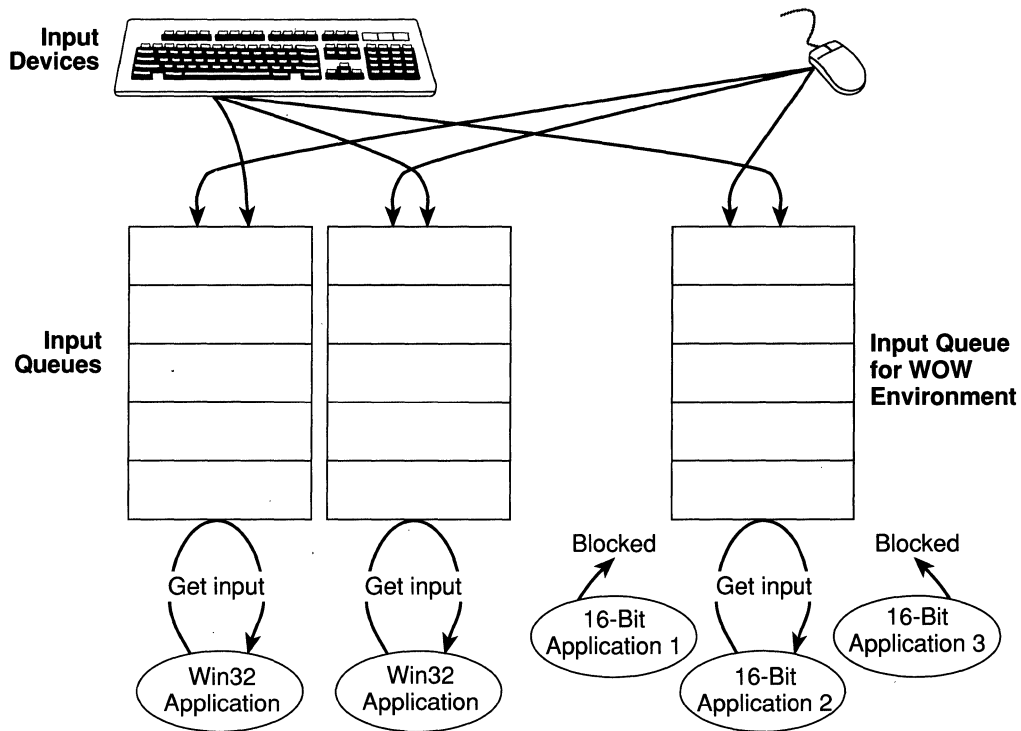 Input
Devices
Input
Queues
Input Queue
for WOW
Environment
Blocked
Blocked
Get input
Get input
Get input
16-Bit
Application 1
16-Bit
Application 3
Win32
Application
Win32
Application
16-Bit
Application 2